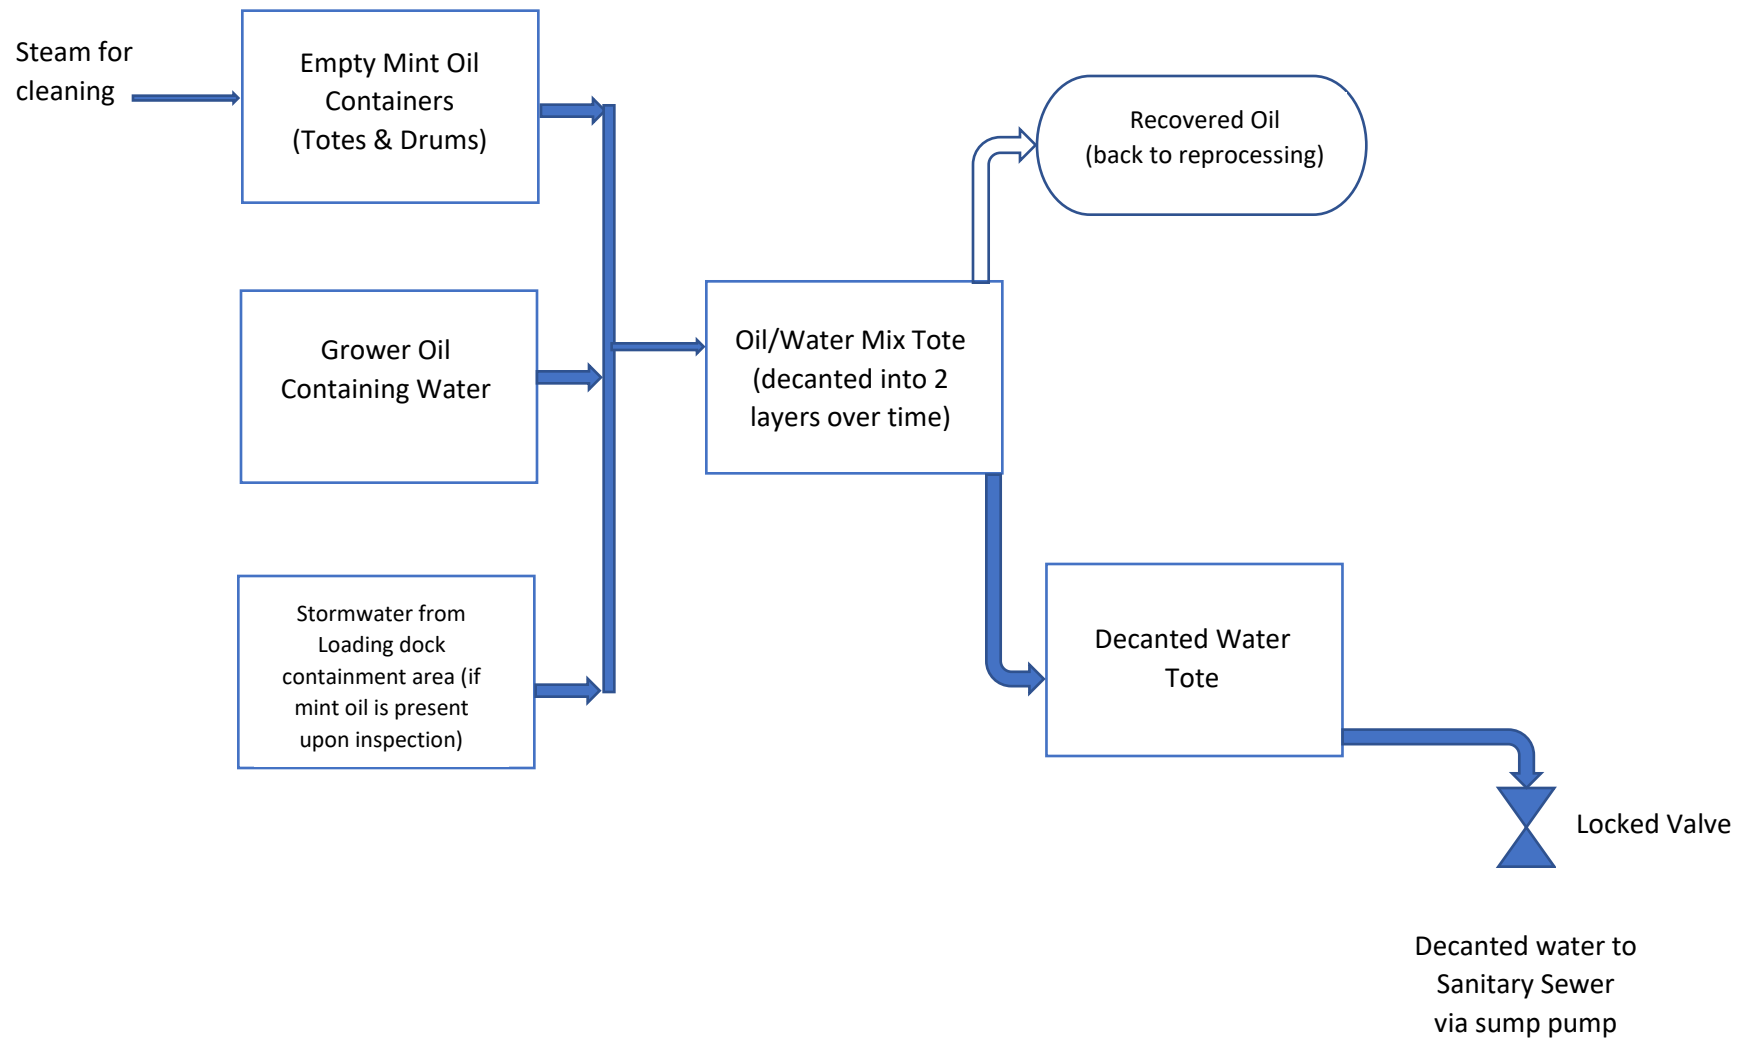 Steam for
cleaning
Empty Mint Oil
Containers
(Totes & Drums)
Recovered Oil
(back to reprocessing)
Grower Oil
Containing Water
Oil/Water Mix Tote
(decanted into 2
layers over time)
Stormwater from
Loading dock
containment area (if
mint oil is present
upon inspection)
Decanted Water
Tote
Locked Valve
Decanted water to
Sanitary Sewer
via sump pump